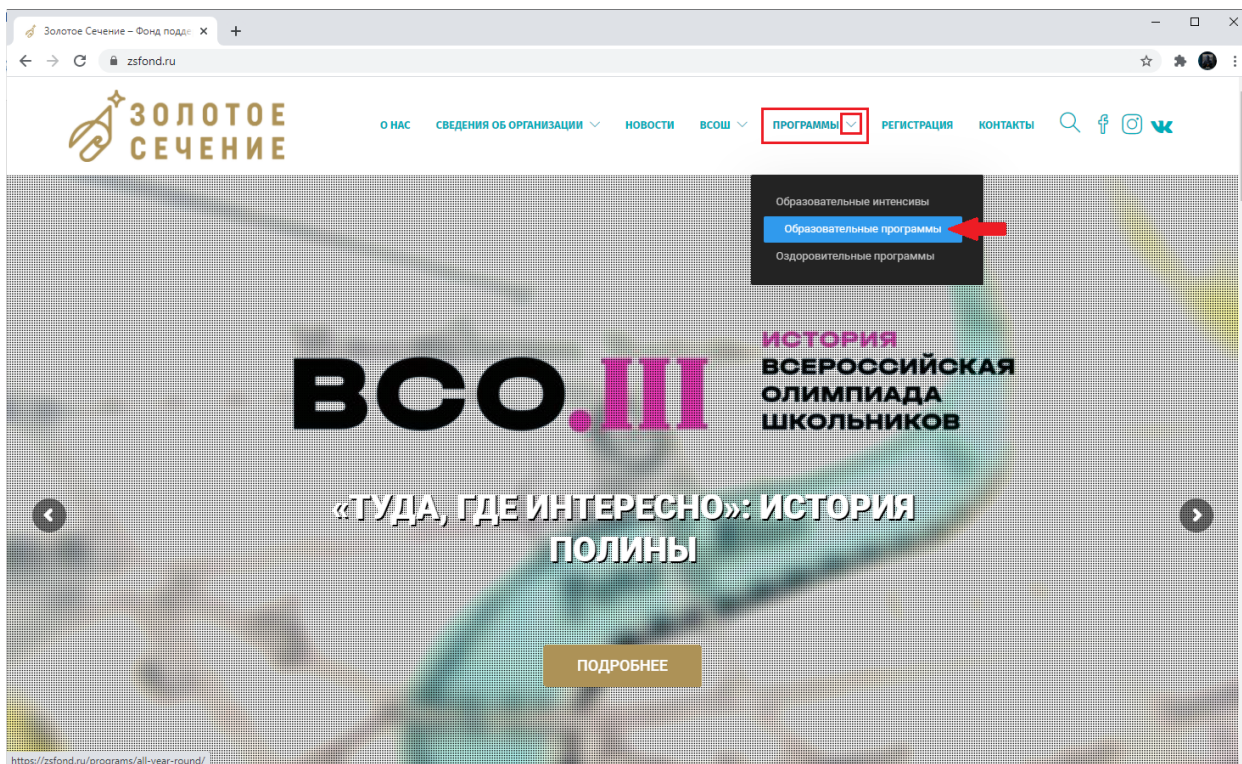 Золотое Сечение – Фонд подде
zsfond.ru
ЗОЛОТОЕ
СЕЧЕНИЕ
О НАС СВЕДЕНИЯ ОБ ОРГАНИЗАЦИИ НОВОСТИ ВСОШ ПРОГРАММЫ РЕГИСТРАЦИЯ КОНТАКТЫ
Образовательные интенсивы
Образовательные программы
Оздоровительные программы
ВСО.III
ИСТОРИЯ
ВСЕРОССИЙСКАЯ
ОЛИМПИАДА
ШКОЛЬНИКОВ
«ТУДА, ГДЕ ИНТЕРЕСНО»: ИСТОРИЯ
ПОЛИНЫ
ПОДРОБНЕЕ
https://zsfond.ru/programs/all-year-round/